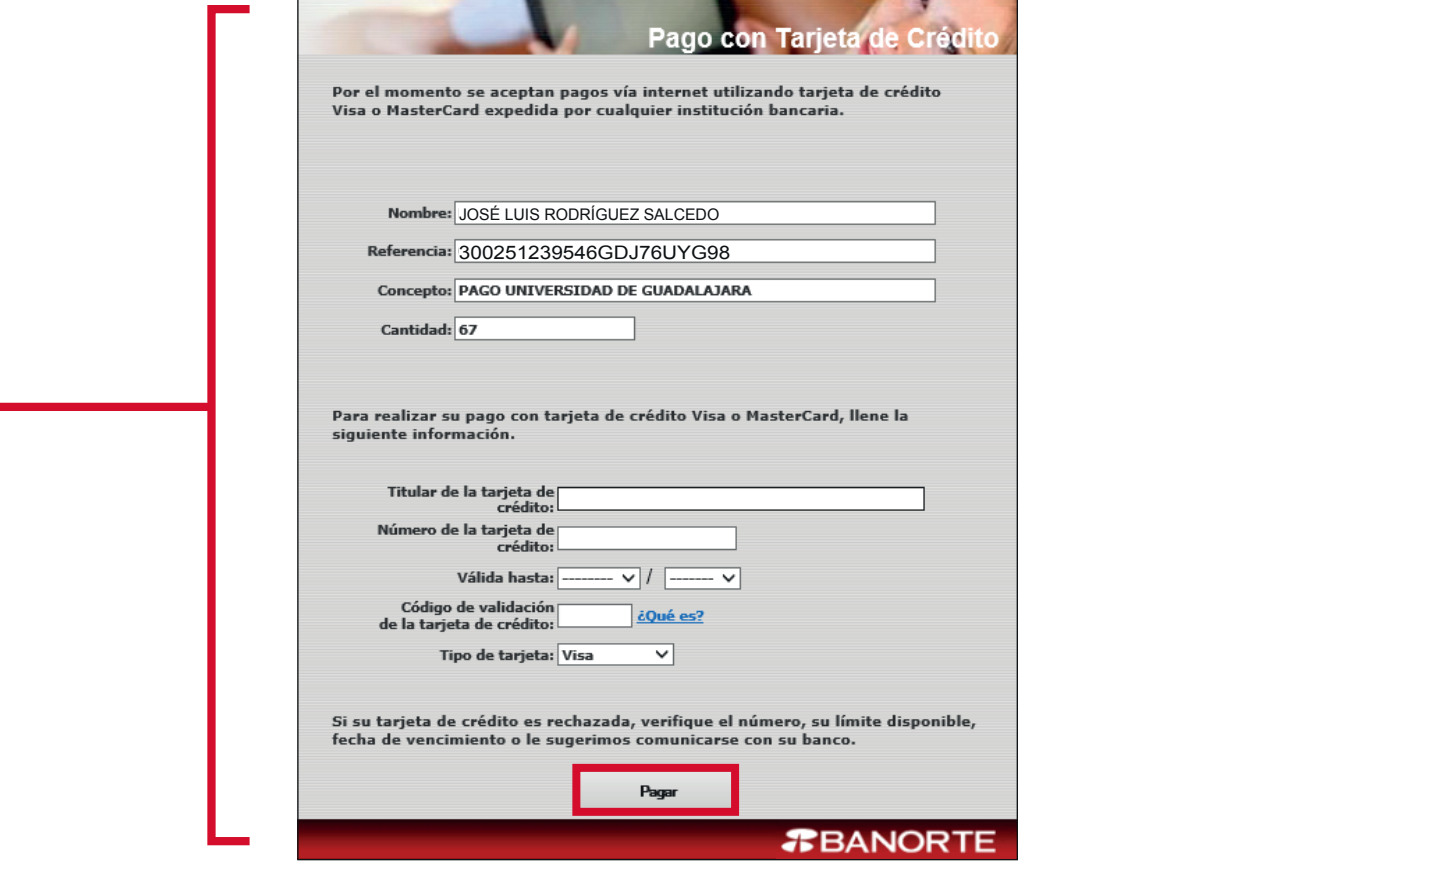 Pago con Tarjeta de Crédito
Por el momento se aceptan pagos vía internet utilizando tarjeta de crédito
Visa o MasterCard expedida por cualquier institución bancaria.
Nombre: JOSÉ LUIS RODRÍGUEZ SALCEDO
Referencia: 300251239546GDJ76UYG98
Concepto: PAGO UNIVERSIDAD DE GUADALAJARA
Cantidad: 67
Para realizar su pago con tarjeta de crédito Visa o MasterCard, llene la
siguiente información.
Titular de la tarjeta de
crédito:
Número de la tarjeta de
crédito:
Válida hasta: -------- / -------
Código de validación
de la tarjeta de crédito: ¿Qué es?
Tipo de tarjeta: Visa
Si su tarjeta de crédito es rechazada, verifique el número, su límite disponible,
fecha de vencimiento o le sugerimos comunicarse con su banco.
Pagar
BANORTE